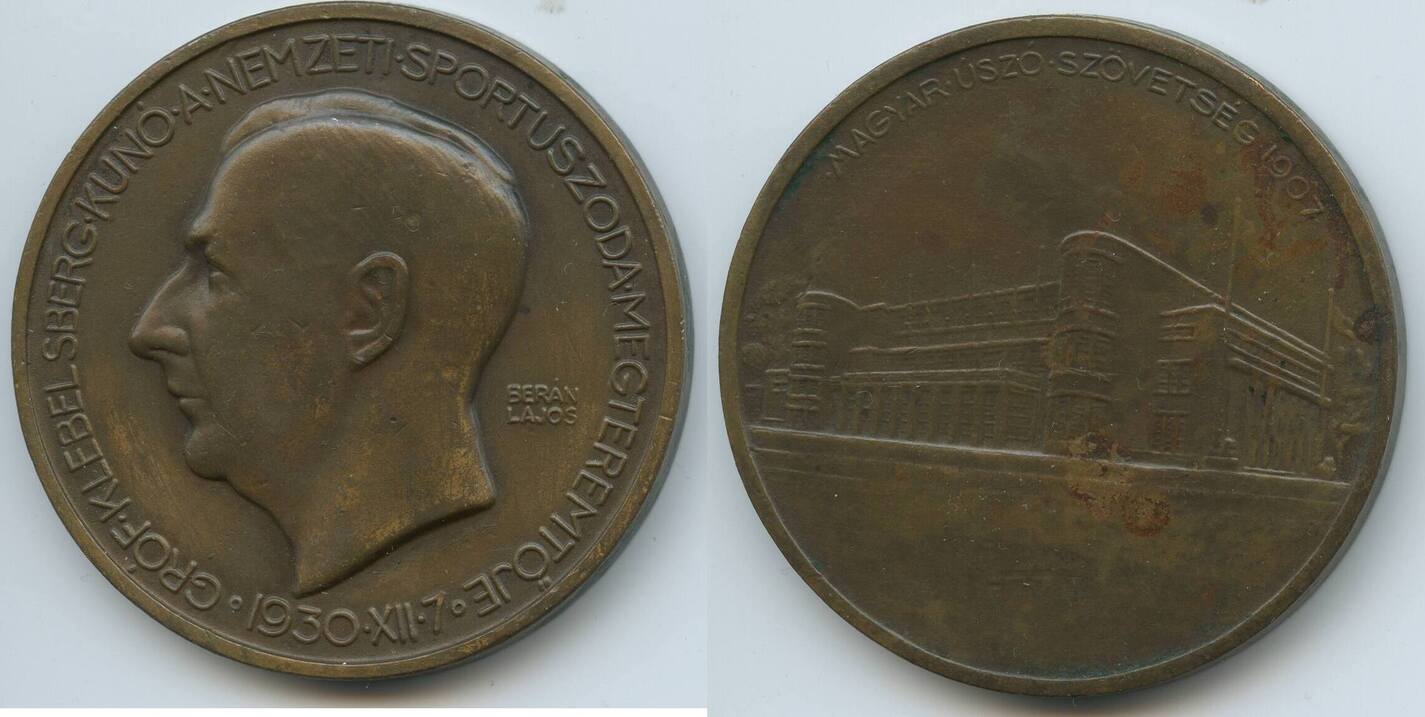 GRÓF·KLEBELSBERG·KUNÓ·A·NEMZETI·SPORTUSZODA·MEGTEREMTŐJE
1930·XII·7
BERÁN
LAJOS
MAGYAR·ÚSZÓ·SZÖVETSÉG 1907